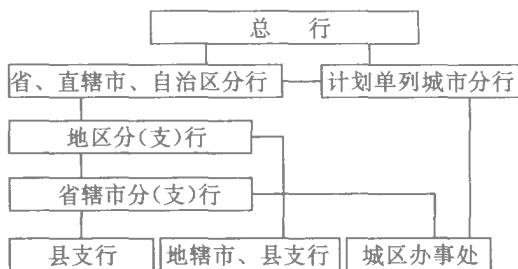 总 行
省、直辖市、自治区分行
计划单列城市分行
地区分(支)行
省辖市分(支)行
县支行
地辖市、县支行
城区办事处